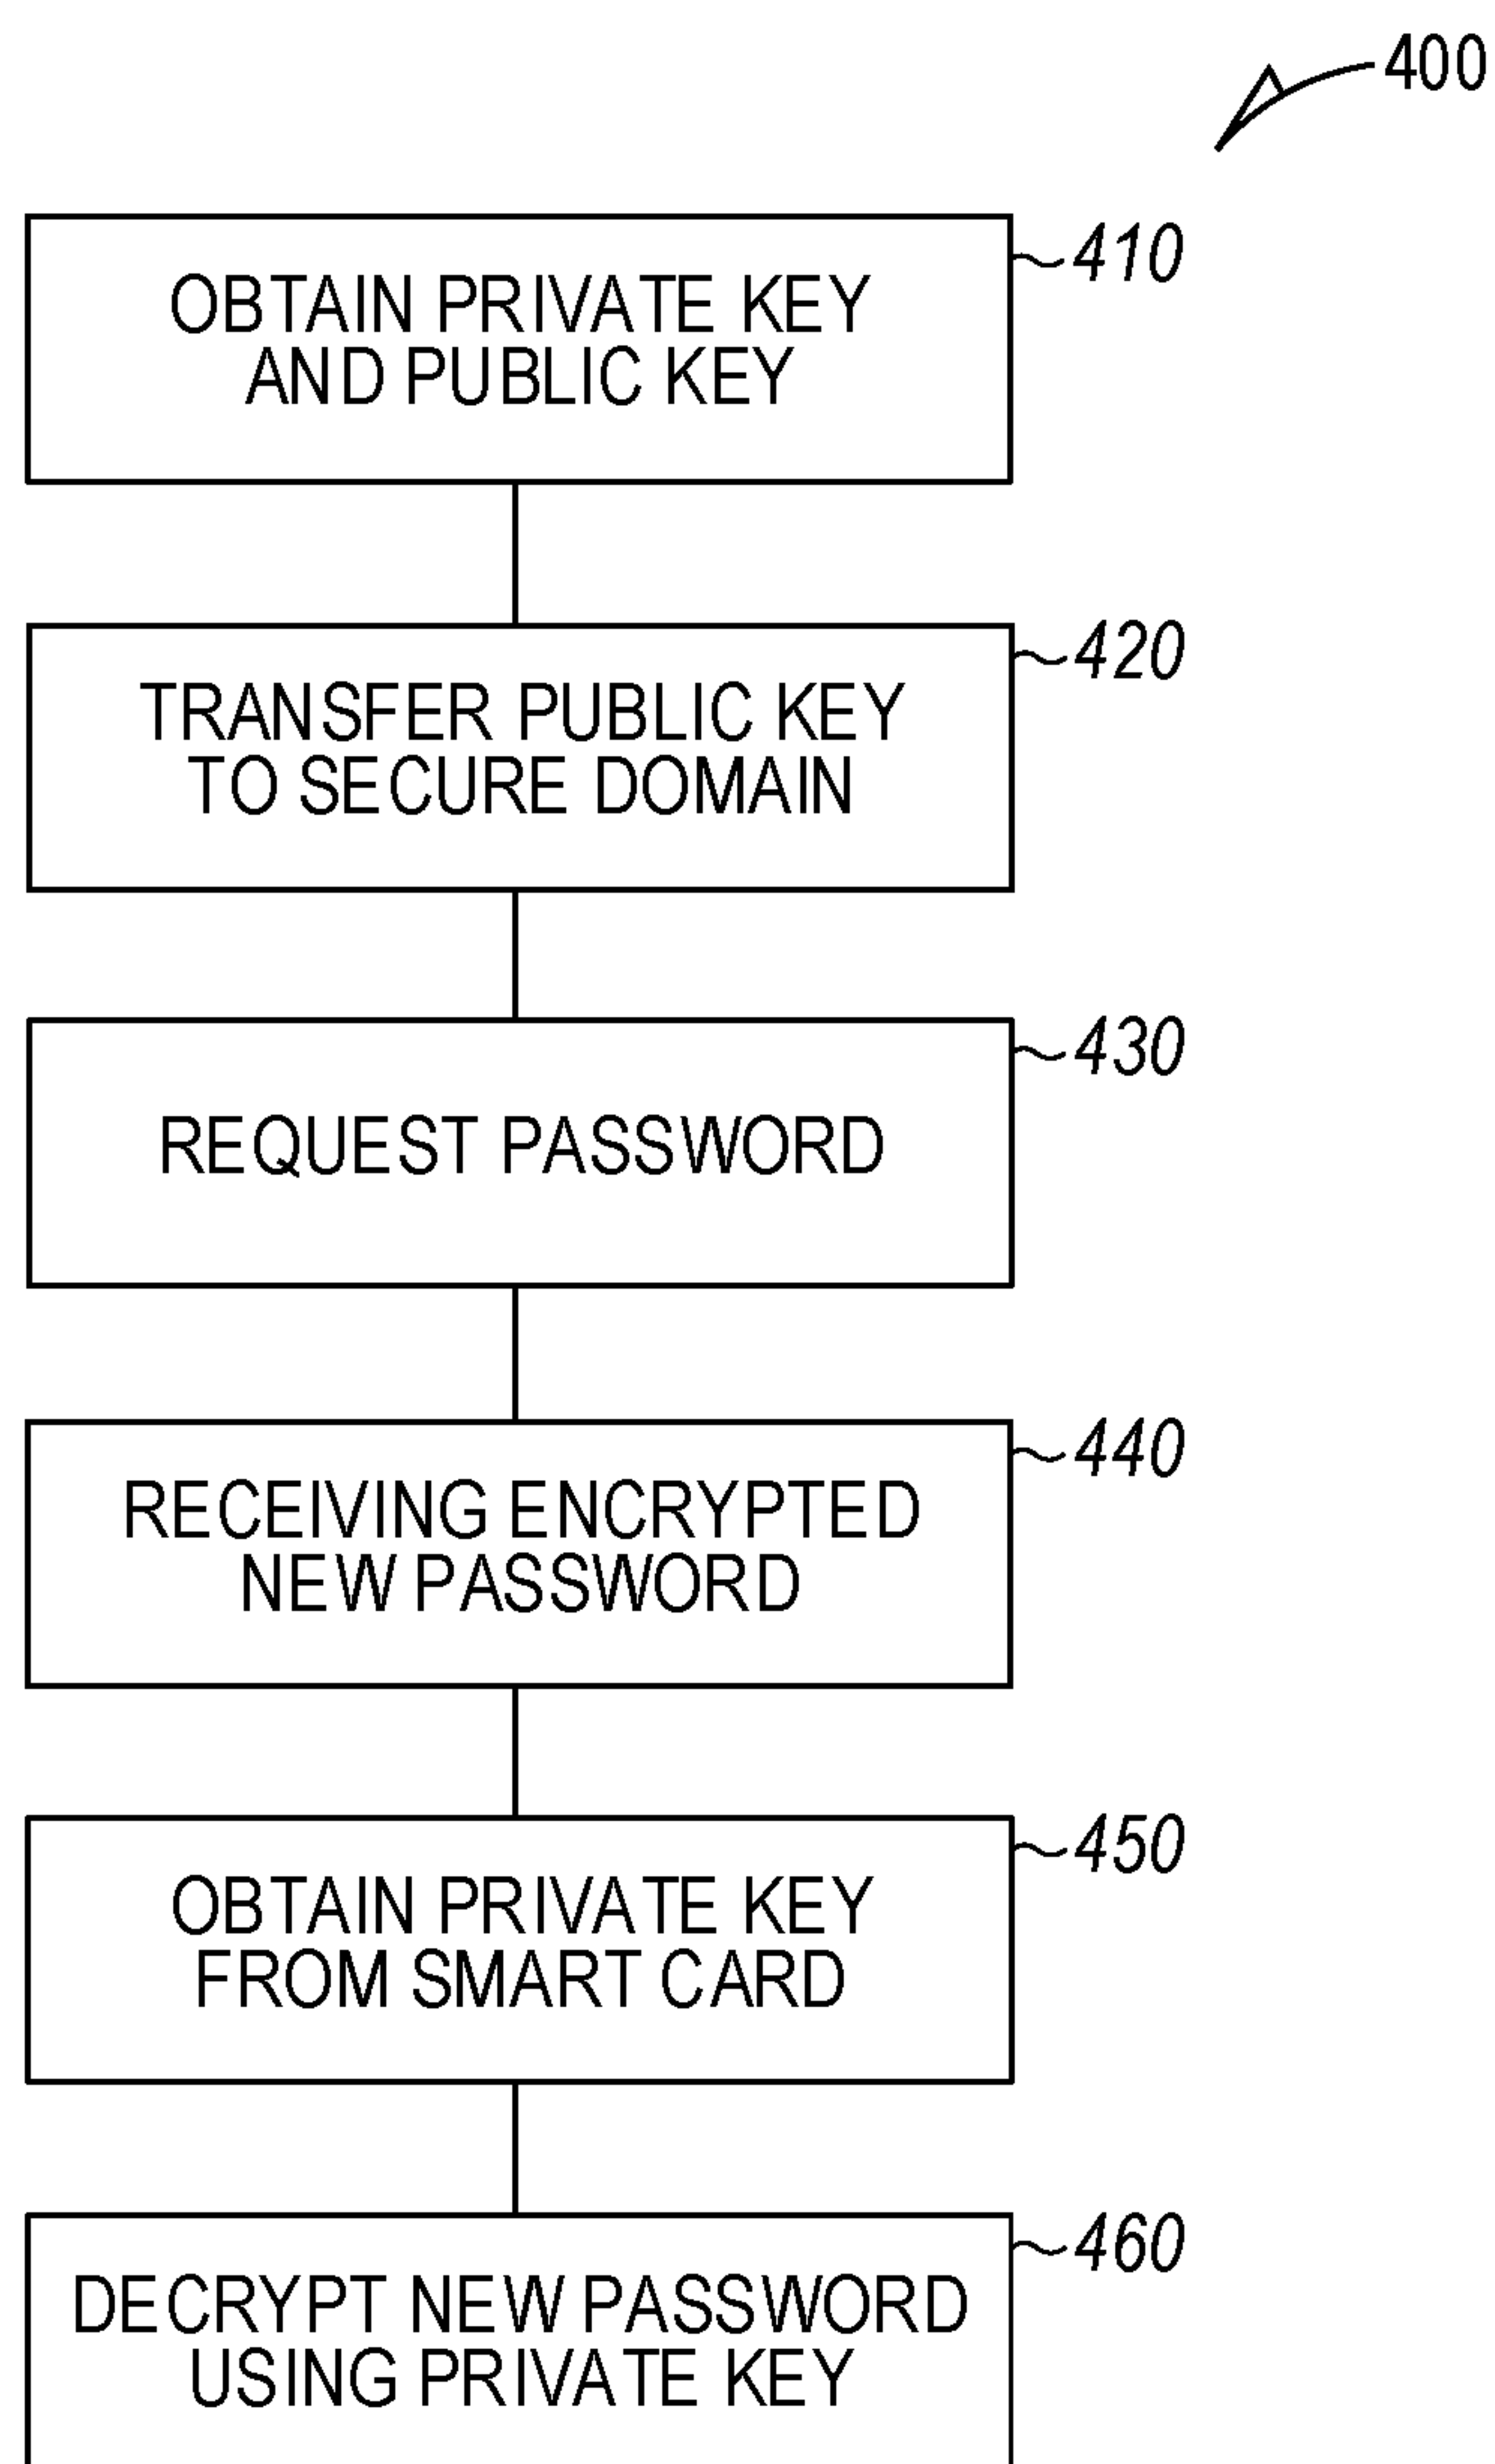 400
410
OBTAIN PRIVATE KEY
AND PUBLIC KEY
420
TRANSFER PUBLIC KEY
TO SECURE DOMAIN
430
REQUEST PASSWORD
440
RECEIVING ENCRYPTED
NEW PASSWORD
450
OBTAIN PRIVATE KEY
FROM SMART CARD
460
DECRYPT NEW PASSWORD
USING PRIVATE KEY